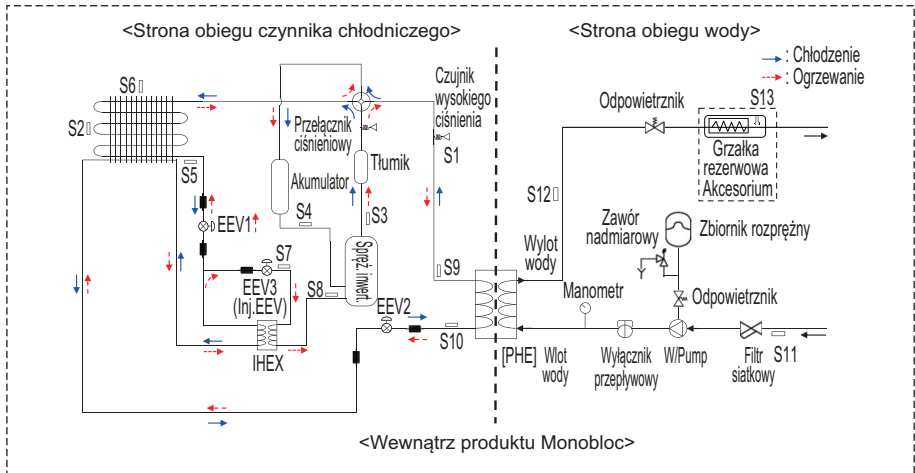 <Strona obiegu czynnika chłodniczego>
<Strona obiegu wody>
: Chłodzenie
: Ogrzewanie
S6
S2
S5
EEV1
Przełącznik
ciśnieniowy
Czujnik
wysokiego
ciśnienia
S1
Akumulator
Tłumik
S4
S3
Spręż. inwert.
S7
EEV3
(Inj.EEV)
S8
IHEX
EEV2
S9
S10
Odpowietrznik
S13
Grzałka
rezerwowa
Akcesorium
S12
Wylot
wody
Zawór
nadmiarowy
Zbiornik rozprężny
Manometr
Odpowietrznik
[PHE]
Wlot
wody
Wyłącznik
przepływowy
W/Pump
Filtr
siatkowy
S11
<Wewnątrz produktu Monobloc>